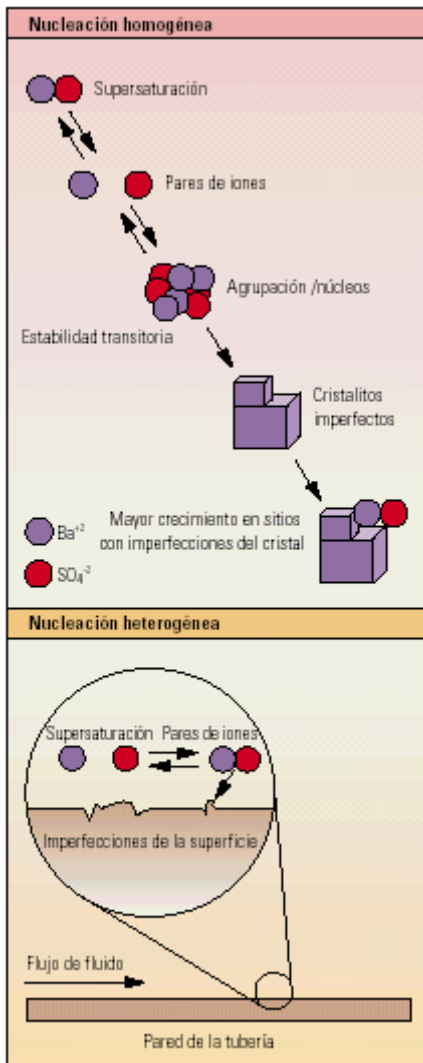 Nucleación homogénea
Supersaturación
Pares de iones
Agrupación /núcleos
Estabilidad transitoria
Cristalitos
imperfectos
Mayor crecimiento en sitios
con imperfecciones del cristal
Ba⁺²
SO₄⁻²
Nucleación heterogénea
Supersaturación Pares de iones
Imperfecciones de la superficie
Flujo de fluido
Pared de la tubería